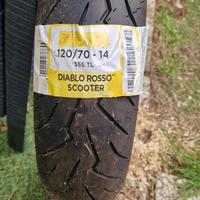 120/70 - 14
55S TL
DIABLO ROSSO
SCOOTER